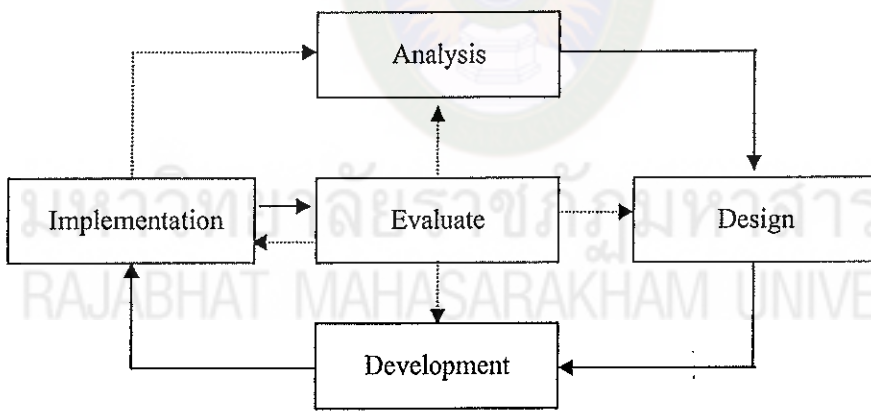 Analysis
มหาวิทยาลัยราชภัฏมหาสาร
Implementation
Evaluate
Design
RAJABHAT MAHASARAKHAM UNIVE
Development